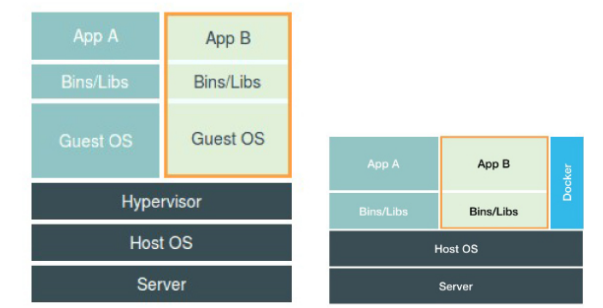 App A
App B
Bins/Libs
Bins/Libs
Guest OS
Guest OS
Hypervisor
Host OS
Server
App A
App B
Docker
Bins/Libs
Bins/Libs
Host OS
Server